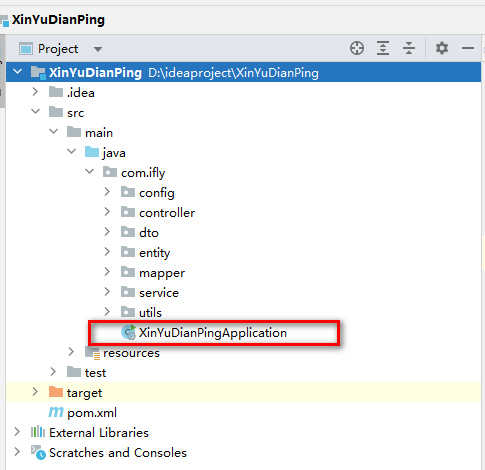 XinYuDianPing
Project
XinYuDianPing D:\ideaproject\XinYuDianPing
.idea
src
main
java
com.ifly
config
controller
dto
entity
mapper
service
utils
XinYuDianPingApplication
resources
test
target
pom.xml
External Libraries
Scratches and Consoles